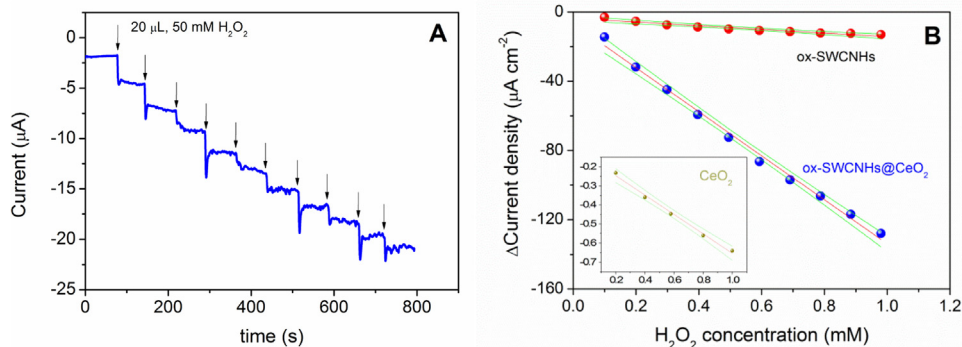 A
20 μL, 50 mM H₂O₂
0
-5
-10
-15
-20
-25
Current (μA)
0 200 400 600 800
time (s)
B
0
-40
-80
-120
-160
ΔCurrent density (μA cm⁻²)
ox-SWCNHs
ox-SWCNHs@CeO₂
CeO₂
-0.2
-0.3
-0.4
-0.5
-0.6
-0.7
0.2 0.4 0.6 0.8 1.0
0.0 0.2 0.4 0.6 0.8 1.0 1.2
H₂O₂ concentration (mM)